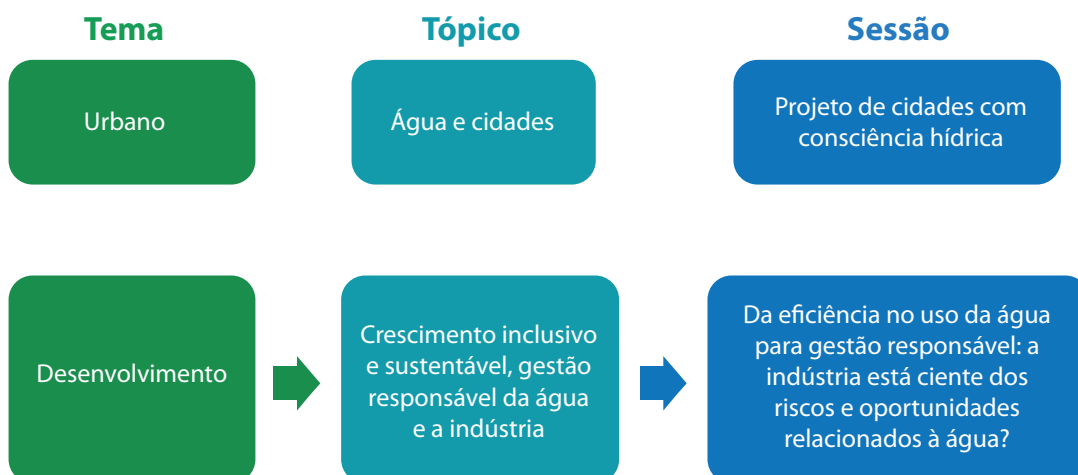 Tema
Tópico
Sessão
Urbano
Água e cidades
Projeto de cidades com
consciência hídrica
Desenvolvimento
Crescimento inclusivo
e sustentável, gestão
responsável da água
e a indústria
Da eficiência no uso da água
para gestão responsável: a
indústria está ciente dos
riscos e oportunidades
relacionados à água?